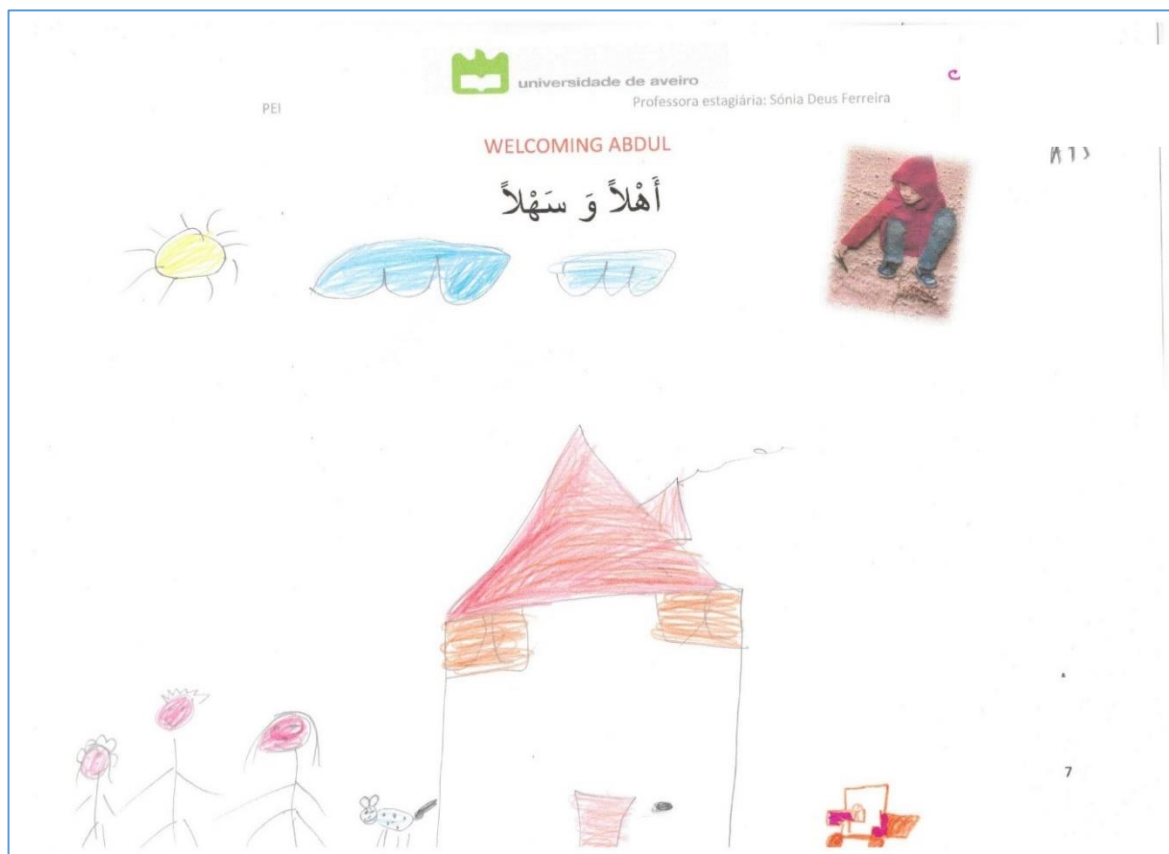 universidade de aveiro
PEI
Professora estagiária: Sónia Deus Ferreira
WELCOMING ABDUL
أَهْلاً وَ سَهْلاً
7